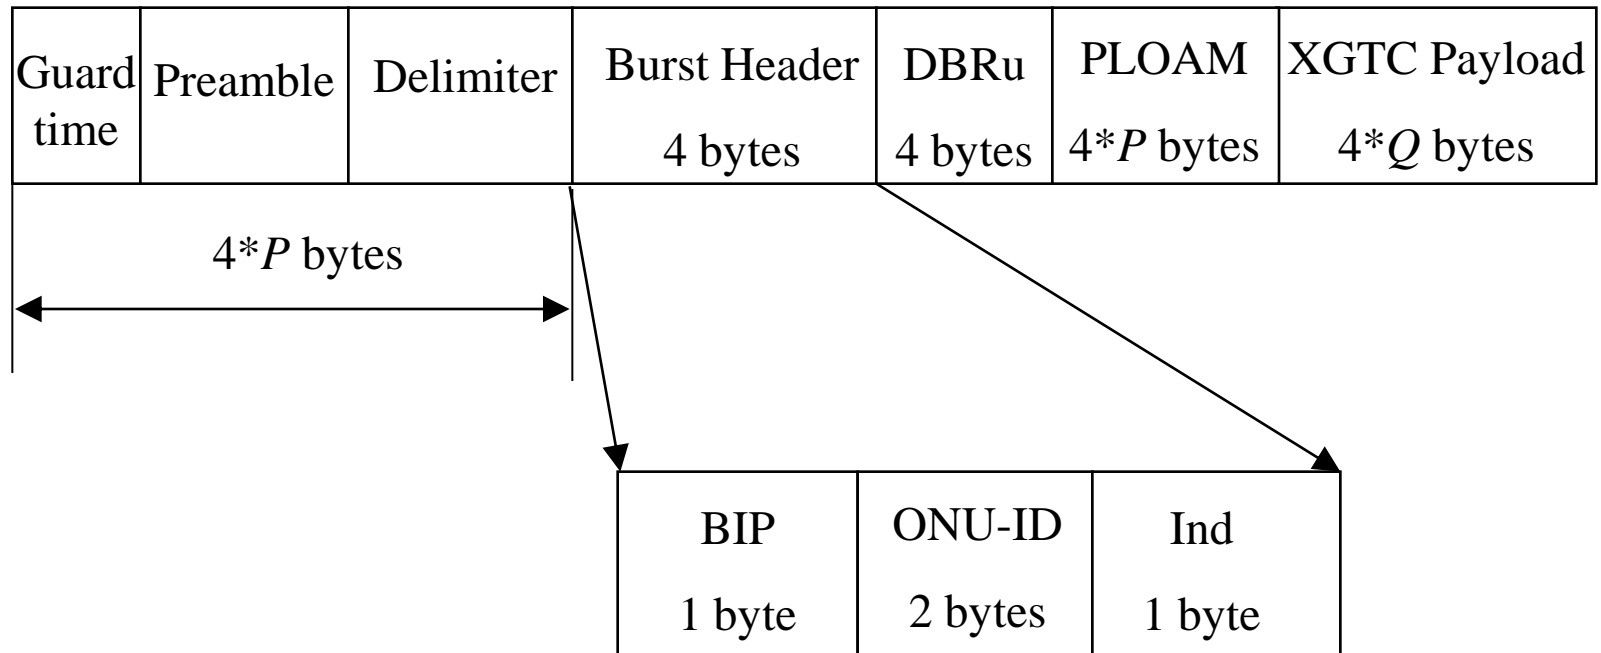 Guard
time
Preamble
Delimiter
Burst Header
4 bytes
DBRu
4 bytes
PLOAM
4*P bytes
XGTC Payload
4*Q bytes
4*P bytes
BIP
1 byte
ONU-ID
2 bytes
Ind
1 byte